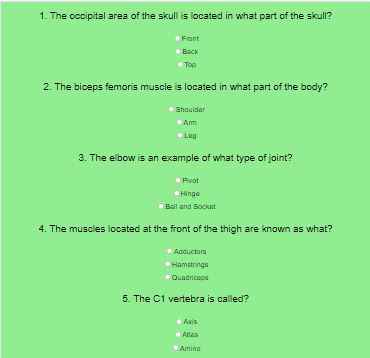 1. The occipital area of the skull is located in what part of the skull?
Front
Back
Top
2. The biceps femoris muscle is located in what part of the body?
Shoulder
Arm
Leg
3. The elbow is an example of what type of joint?
Pivot
Hinge
Ball and Socket
4. The muscles located at the front of the thigh are known as what?
Adductors
Hamstrings
Quadriceps
5. The C1 vertebra is called?
Axis
Atlas
Amino